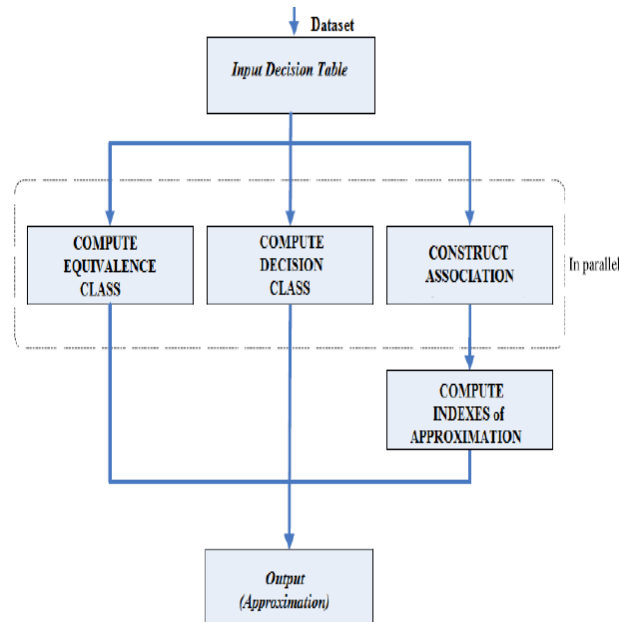 Dataset
Input Decision Table
COMPUTE
EQUIVALENCE
CLASS
COMPUTE
DECISION
CLASS
CONSTRUCT
ASSOCIATION
In parallel
COMPUTE
INDEXES of
APPROXIMATION
Output
(Approximation)